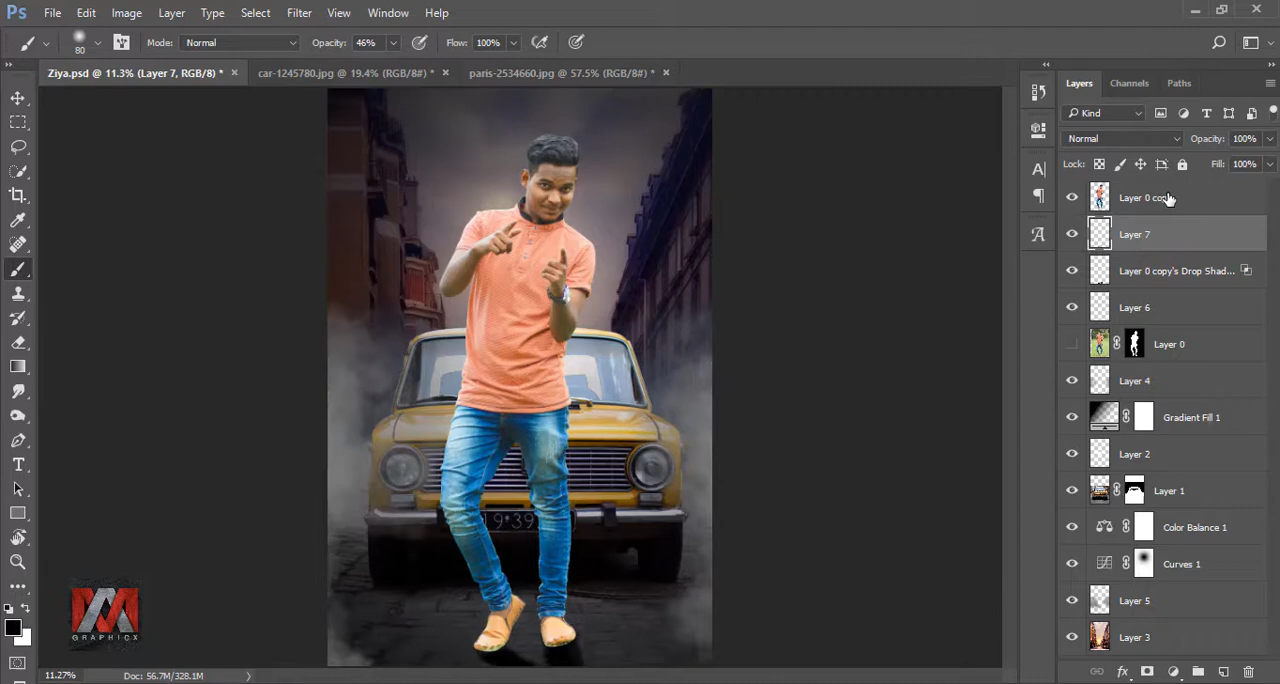 Ps File Edit Image Layer Type Select Filter View Window Help
80 Mode: Normal Opacity: 46% Flow: 100%
Ziya.psd @ 11.3% (Layer 7, RGB/8) * × car-1245780.jpg @ 19.4% (RGB/8#) * × paris-2534660.jpg @ 57.5% (RGB/8#) * ×
Layers Channels Paths
Kind
Normal Opacity: 100%
Lock: Fill: 100%
Layer 0 cop
Layer 7
Layer 0 copy's Drop Shad...
Layer 6
Layer 0
Layer 4
Gradient Fill 1
Layer 2
Layer 1
Color Balance 1
Curves 1
Layer 5
Layer 3
GRAPHICX
11.27% Doc: 56.7M/328.1M